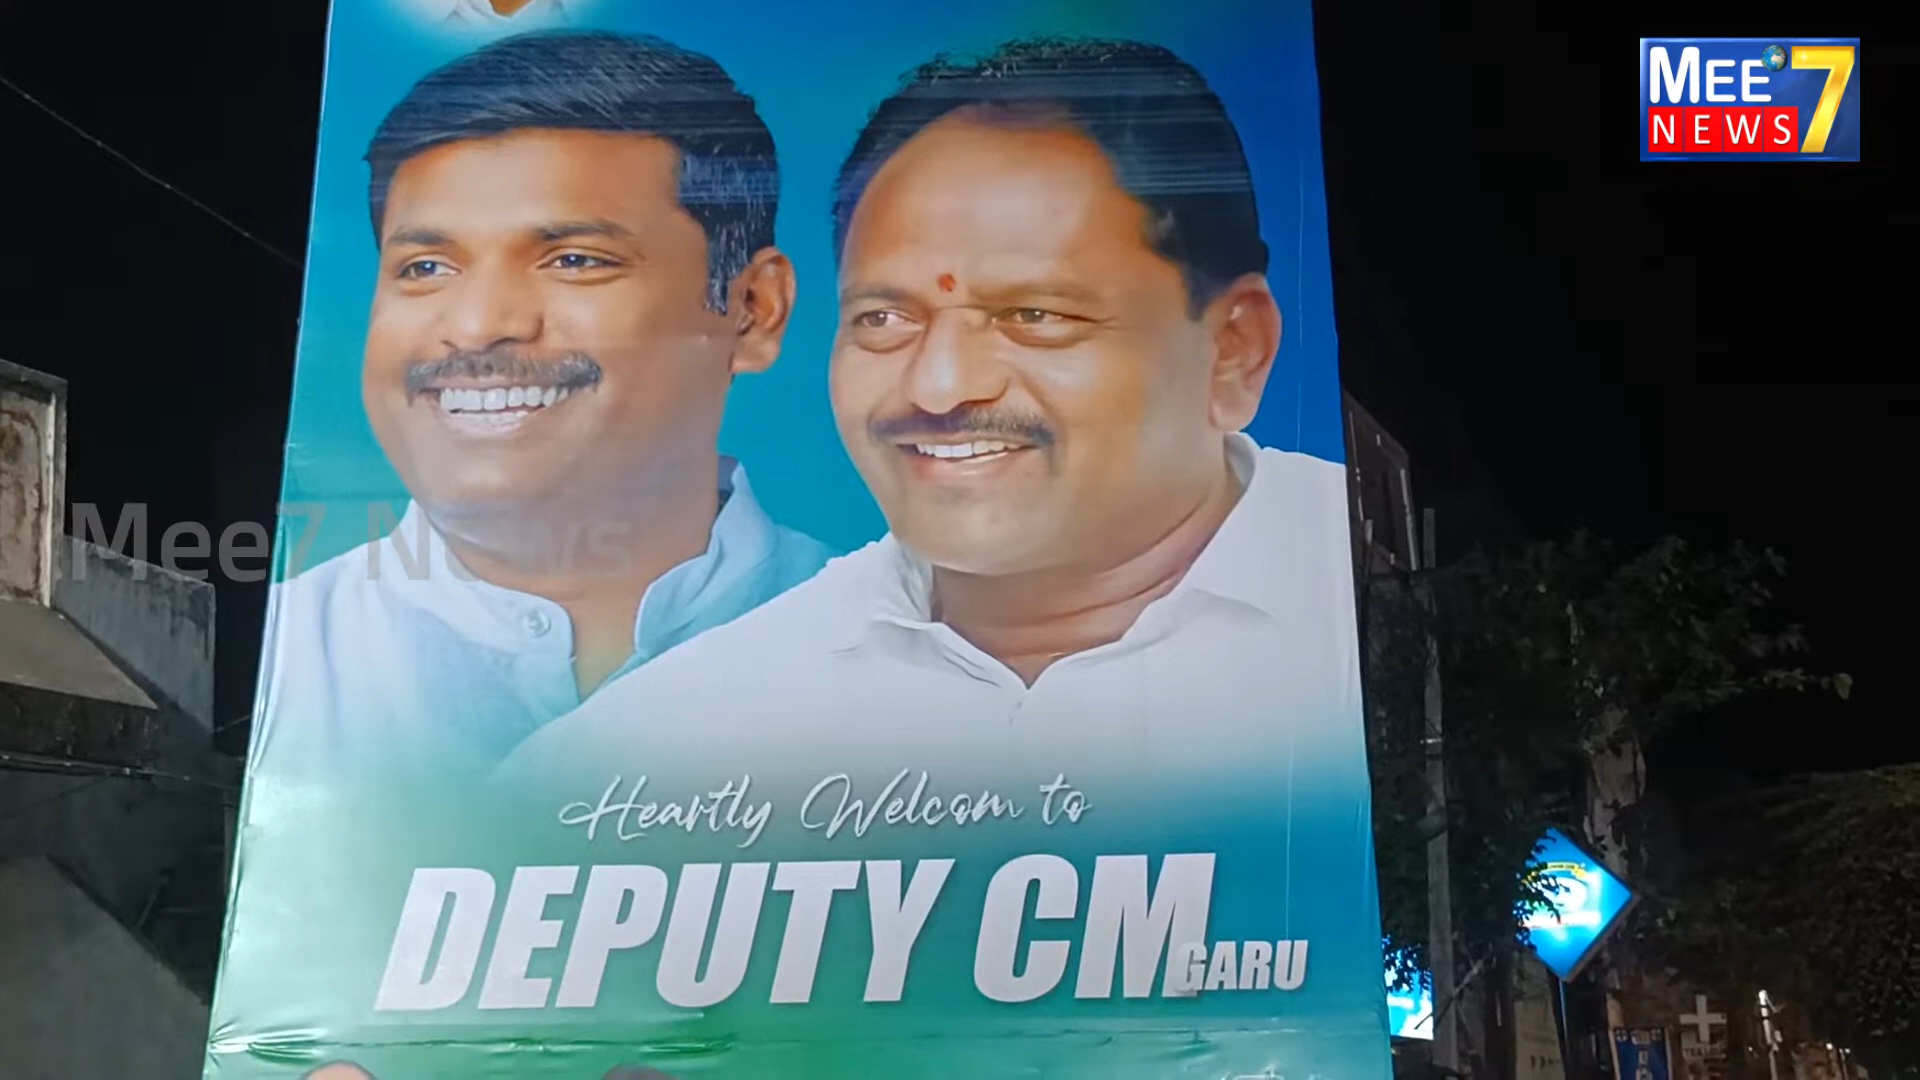 MEE 7
NEWS
Mee7 News
Heartly Welcom to
DEPUTY CM
GARU